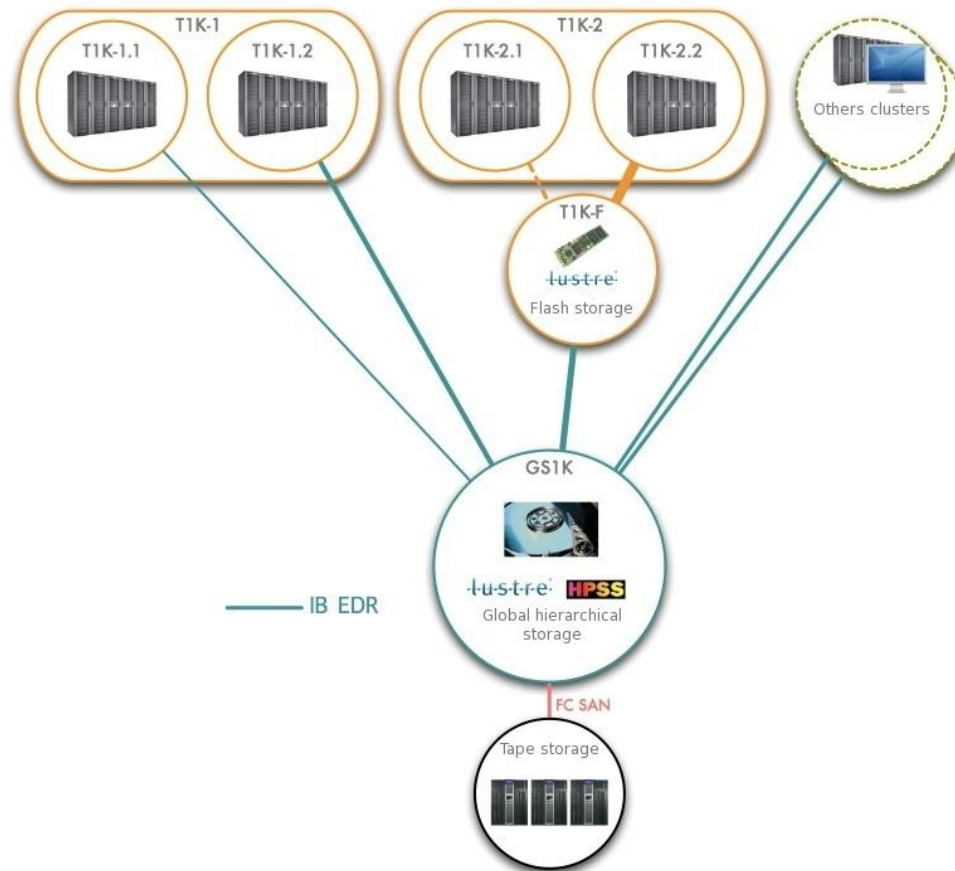 T1K-1
T1K-2
T1K-1.1
T1K-1.2
T1K-2.1
T1K-2.2
Others clusters
T1K-F
lustre
Flash storage
GS1K
lustre
HPSS
Global hierarchical
storage
IB EDR
FC SAN
Tape storage